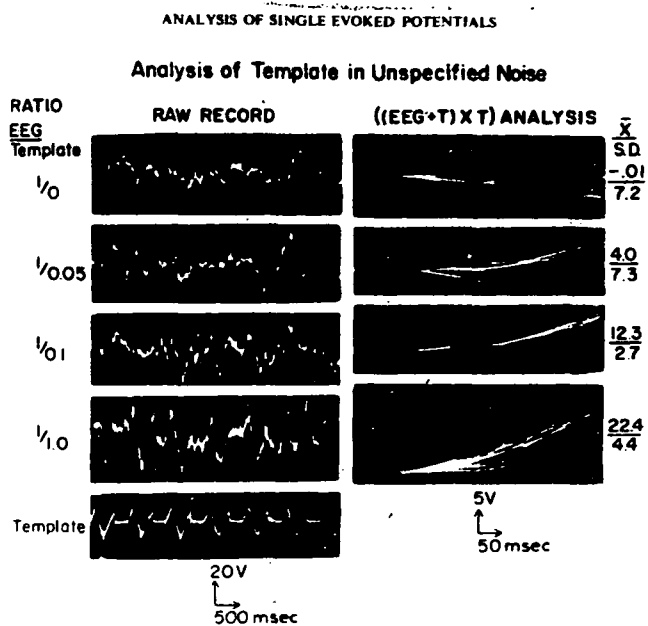 ANALYSIS OF SINGLE EVOKED POTENTIALS
Analysis of Template in Unspecified Noise
RATIO
EEG
Template
RAW RECORD
((EEG+T) X T) ANALYSIS
X̄
S.D.
1/0
-.01
7.2
1/0.05
4.0
7.3
1/01
12.3
2.7
1/1.0
22.4
4.4
Template
5V
50 msec
20V
500 msec